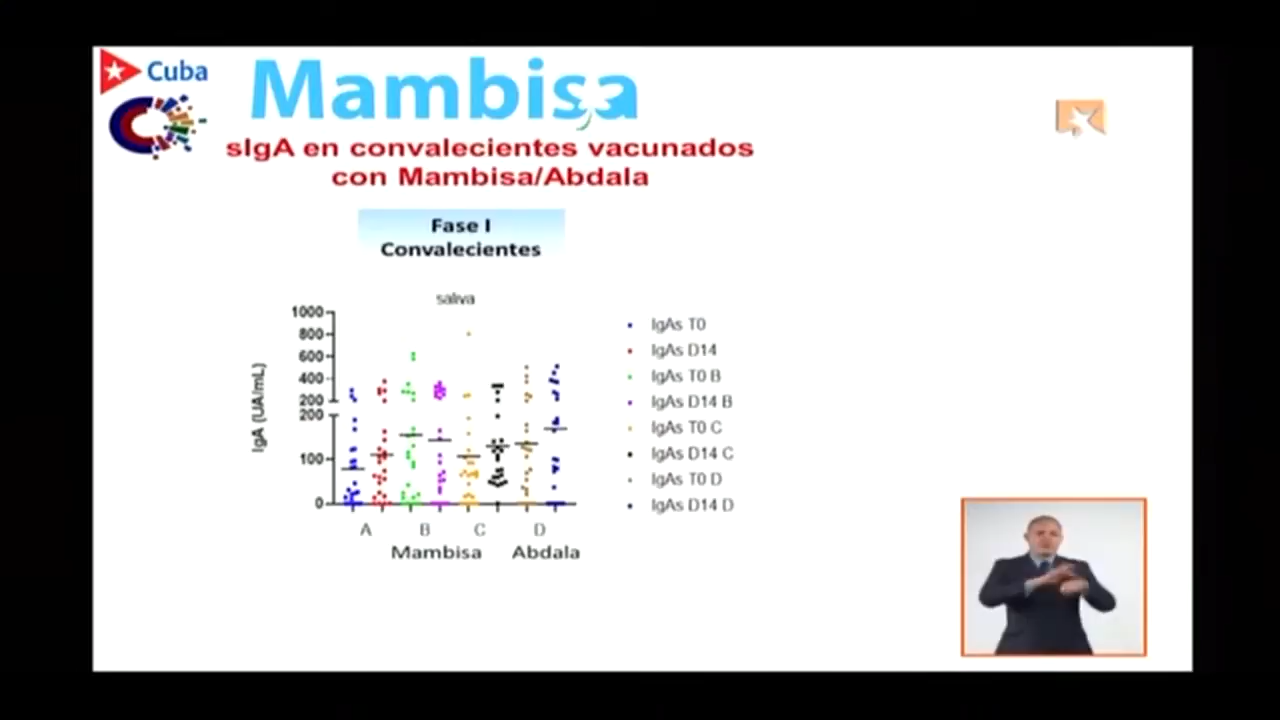 Cuba
Mambisa
sIgA en convalecientes vacunados
con Mambisa/Abdala
Fase I
Convalecientes
saliva
IgA (UA/mL)
1000
800
600
400
200
200
100
0
A
B
C
D
Mambisa
Abdala
IgAs T0
IgAs D14
IgAs T0 B
IgAs D14 B
IgAs T0 C
IgAs D14 C
IgAs T0 D
IgAs D14 D